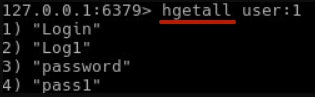 127.0.0.1:6379> hgetall user:1
1) "Login"
2) "Log1"
3) "password"
4) "pass1"